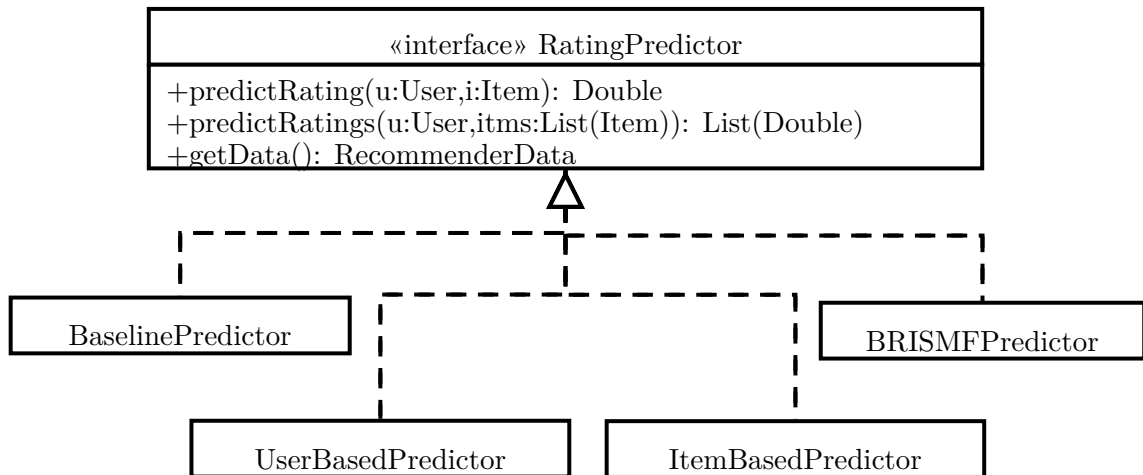 «interface» RatingPredictor
+predictRating(u:User,i:Item): Double
+predictRatings(u:User,itms:List(Item)): List(Double)
+getData(): RecommenderData
BaselinePredictor
BRISMFPredictor
UserBasedPredictor
ItemBasedPredictor